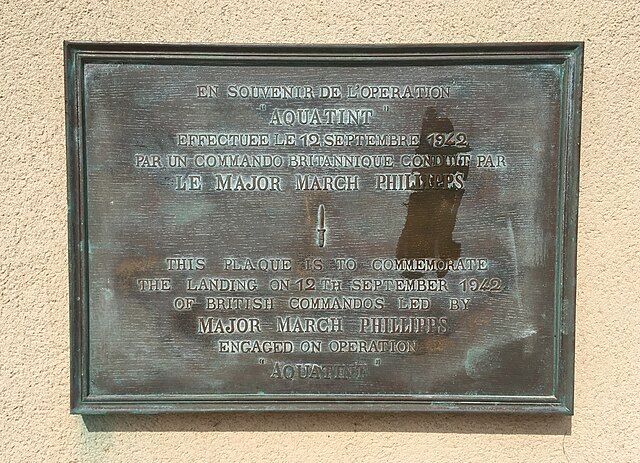 EN SOUVENIR DE L'OPERATION
"AQUATINT"
EFFECTUEE LE 12 SEPTEMBRE 1942
PAR UN COMMANDO BRITANNIQUE CONDUIT PAR
LE MAJOR MARCH PHILLIPPS
THIS PLAQUE IS TO COMMEMORATE
THE LANDING ON 12TH SEPTEMBER 1942
OF BRITISH COMMANDOS LED BY
MAJOR MARCH PHILLIPPS
ENGAGED ON OPERATION
"AQUATINT"